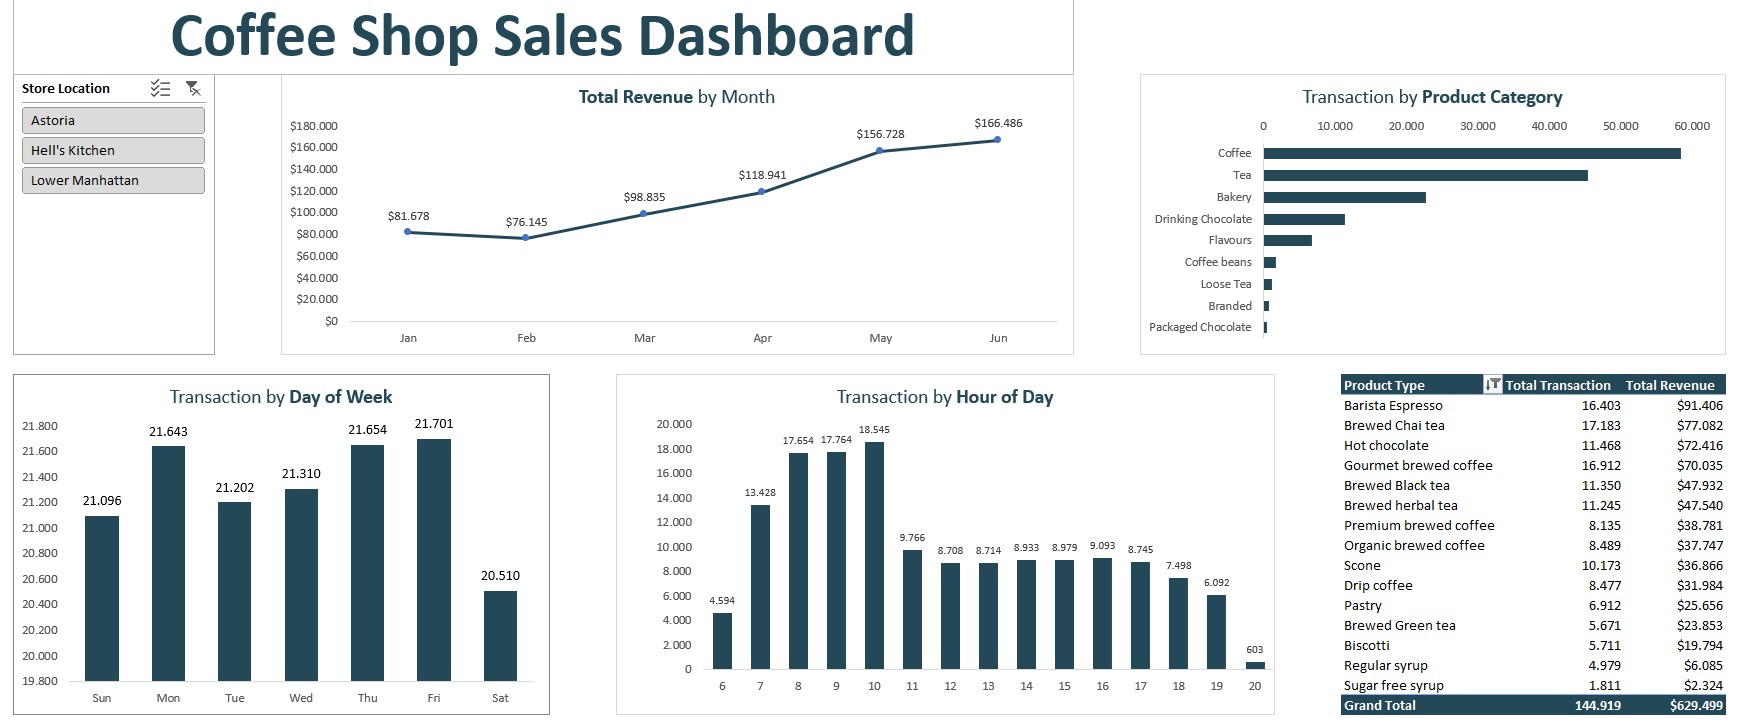 Coffee Shop Sales Dashboard
Store Location
Astoria
Hell's Kitchen
Lower Manhattan
Total Revenue by Month
$180.000
$160.000
$140.000
$120.000
$100.000
$80.000
$60.000
$40.000
$20.000
$0
$81.678
$76.145
$98.835
$118.941
$156.728
$166.486
Jan Feb Mar Apr May Jun
Transaction by Product Category
0 10.000 20.000 30.000 40.000 50.000 60.000
Coffee
Tea
Bakery
Drinking Chocolate
Flavours
Coffee beans
Loose Tea
Branded
Packaged Chocolate
Transaction by Day of Week
21.800
21.600
21.400
21.200
21.000
20.800
20.600
20.400
20.200
20.000
19.800
21.096 21.643 21.202 21.310 21.654 21.701 20.510
Sun Mon Tue Wed Thu Fri Sat
Transaction by Hour of Day
20.000
18.000
16.000
14.000
12.000
10.000
8.000
6.000
4.000
2.000
0
4.594 13.428 17.654 17.764 18.545 9.766 8.708 8.714 8.933 8.979 9.093 8.745 7.498 6.092 603
6 7 8 9 10 11 12 13 14 15 16 17 18 19 20
Product Type Total Transaction Total Revenue
Barista Espresso 16.403 $91.406
Brewed Chai tea 17.183 $77.082
Hot chocolate 11.468 $72.416
Gourmet brewed coffee 16.912 $70.035
Brewed Black tea 11.350 $47.932
Brewed herbal tea 11.245 $47.540
Premium brewed coffee 8.135 $38.781
Organic brewed coffee 8.489 $37.747
Scone 10.173 $36.866
Drip coffee 8.477 $31.984
Pastry 6.912 $25.656
Brewed Green tea 5.671 $23.853
Biscotti 5.711 $19.794
Regular syrup 4.979 $6.085
Sugar free syrup 1.811 $2.324
Grand Total 144.919 $629.499